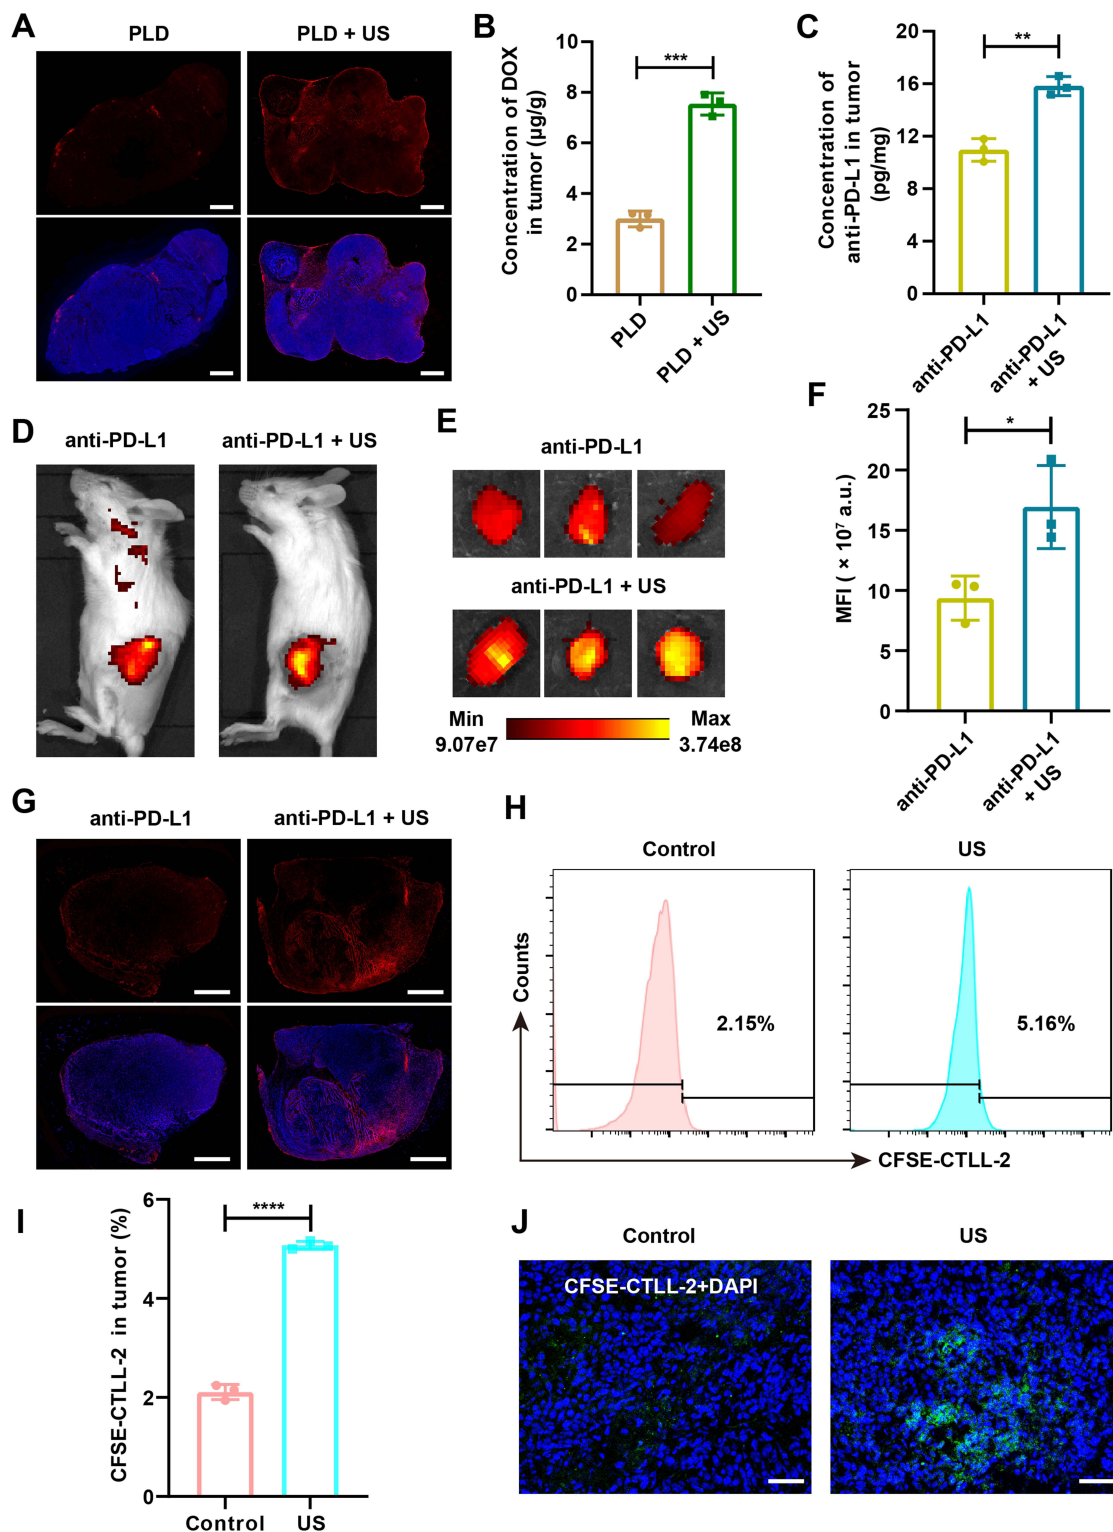 A
PLD
PLD + US
B
Concentration of DOX
in tumor (μg/g)
10
8
6
4
2
0
***
PLD
PLD + US
C
Concentration of
anti-PD-L1 in tumor
(pg/mg)
20
16
12
8
4
0
**
anti-PD-L1
anti-PD-L1
+ US
D
anti-PD-L1
anti-PD-L1 + US
E
anti-PD-L1
anti-PD-L1 + US
Min
9.07e7
Max
3.74e8
F
MFI ( × 10⁷ a.u.)
25
20
15
10
5
0
*
anti-PD-L1
anti-PD-L1
+ US
G
anti-PD-L1
anti-PD-L1 + US
H
Control
US
Counts
2.15%
5.16%
CFSE-CTLL-2
I
CFSE-CTLL-2 in tumor (%)
6
4
2
0
****
Control
US
J
Control
US
CFSE-CTLL-2+DAPI